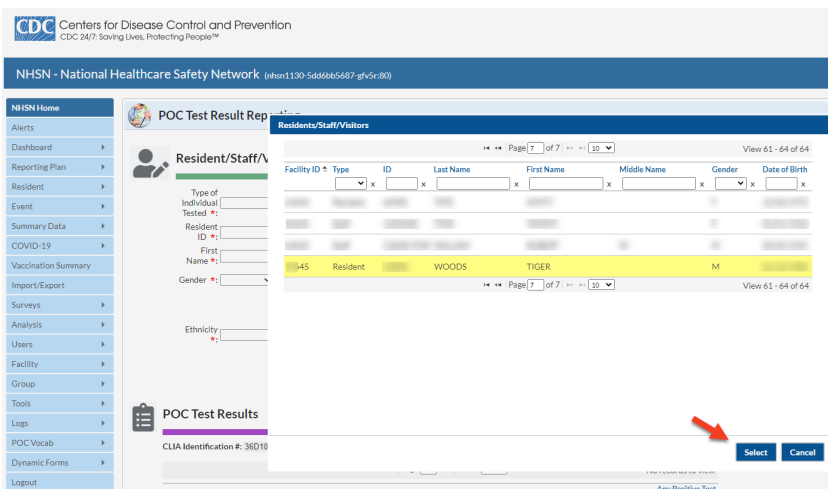 CDC Centers for Disease Control and Prevention
CDC 24/7: Saving Lives, Protecting People™
NHSN - National Healthcare Safety Network (nhsn1130-5dd6bb5687-gfv5r:80)
NHSN Home
Alerts
Dashboard
Reporting Plan
Resident
Event
Summary Data
COVID-19
Vaccination Summary
Import/Export
Surveys
Analysis
Users
Facility
Group
Tools
Logs
POC Vocab
Dynamic Forms
Logout
POC Test Result Reporting
Resident/Staff/V
Type of
Individual
Tested *:
Resident
ID *:
First
Name *:
Gender *:
Ethnicity
*:
POC Test Results
CLIA Identification #: 36D10
Residents/Staff/Visitors
Page 7 of 7 10 View 61 - 64 of 64
Facility ID Type ID Last Name First Name Middle Name Gender Date of Birth
x x x x x x x
645 Resident WOODS TIGER M
Page 7 of 7 10 View 61 - 64 of 64
Select Cancel
No records to view
Any Positive Test